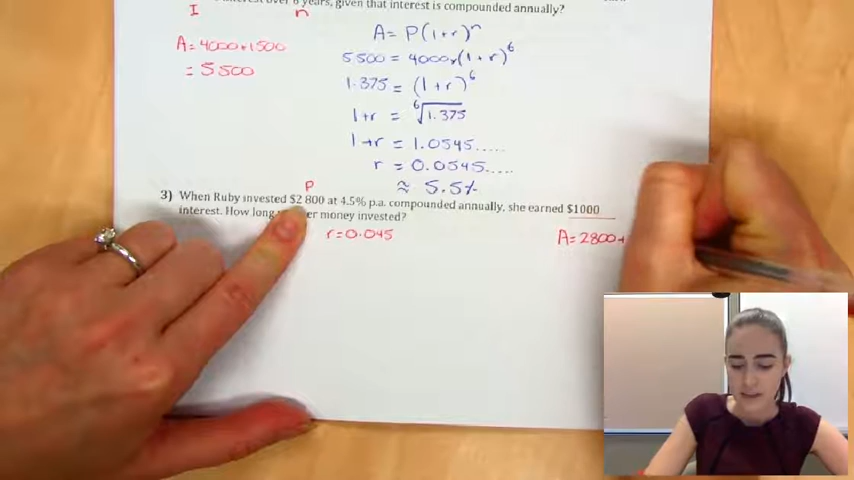 interest over 6 years, given that interest is compounded annually?
I n
A = P(1+r)^n
A = 4000+1500
5500 = 4000×(1+r)^6
= 5500
1.375 = (1+r)^6
1+r = ⁶√1.375
1+r = 1.0545.....
r = 0.0545....
≈ 5.5%
P
3) When Ruby invested $2 800 at 4.5% p.a. compounded annually, she earned $1000
interest. How long her money invested?
r=0.045 A=2800+